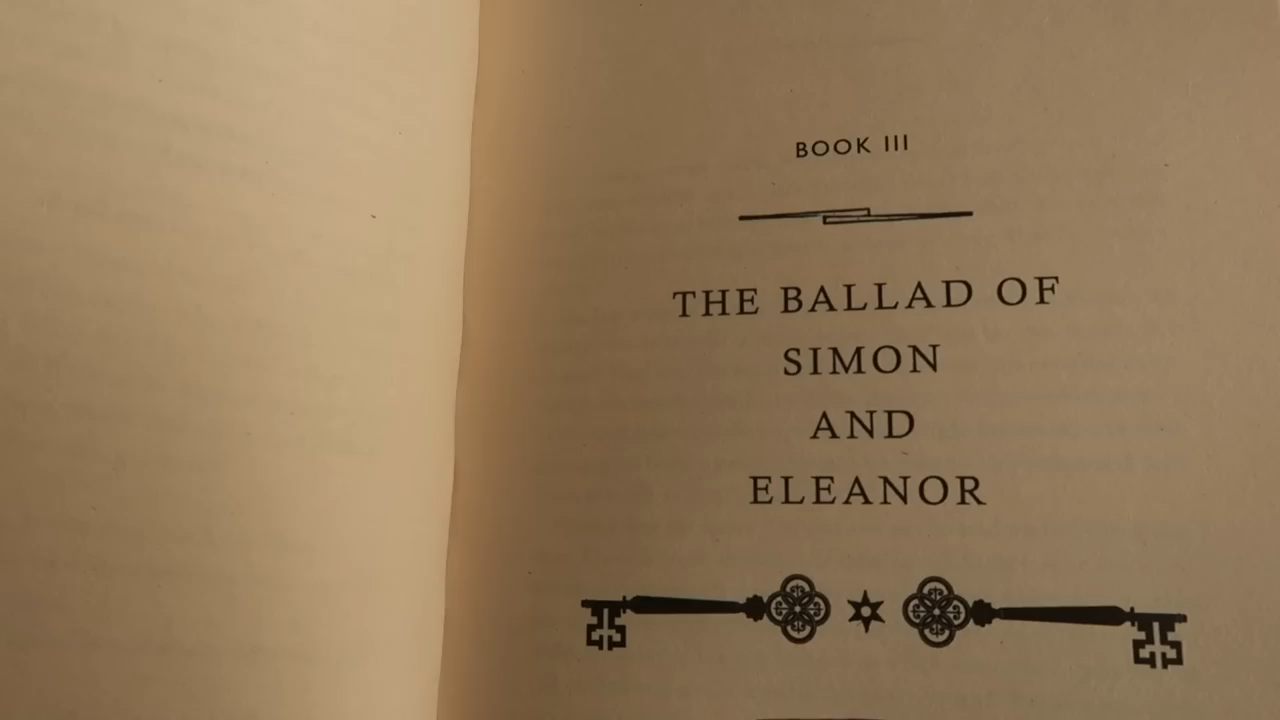 BOOK III
THE BALLAD OF
SIMON
AND
ELEANOR